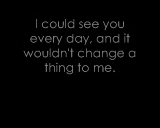 I could see you
every day, and it
wouldn't change a
thing to me.